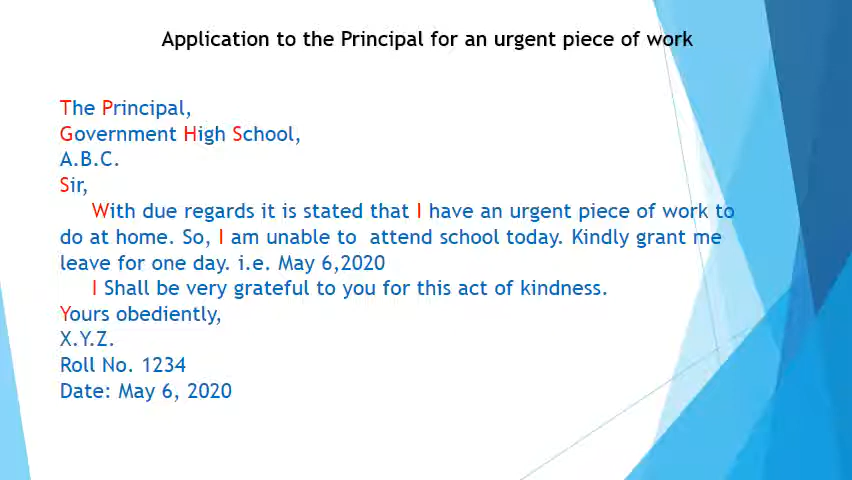 Application to the Principal for an urgent piece of work
The Principal,
Government High School,
A.B.C.
Sir,
With due regards it is stated that I have an urgent piece of work to
do at home. So, I am unable to  attend school today. Kindly grant me
leave for one day. i.e. May 6,2020
I Shall be very grateful to you for this act of kindness.
Yours obediently,
X.Y.Z.
Roll No. 1234
Date: May 6, 2020